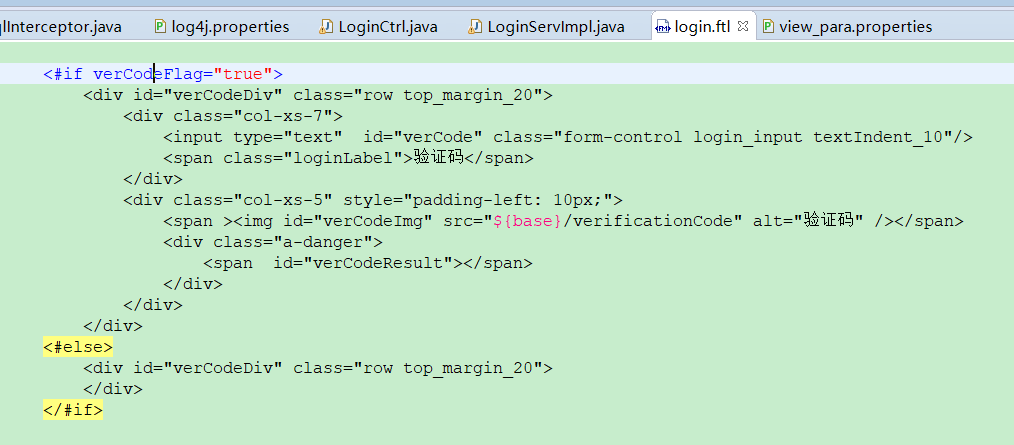 qlInterceptor.java log4j.properties LoginCtrl.java LoginServImpl.java login.ftl view_para.properties
<#if verCodeFlag="true">
<div id="verCodeDiv" class="row top_margin_20">
<div class="col-xs-7">
<input type="text"  id="verCode" class="form-control login_input textIndent_10"/>
<span class="loginLabel">验证码</span>
</div>
<div class="col-xs-5" style="padding-left: 10px;">
<span ><img id="verCodeImg" src="${base}/verificationCode" alt="验证码" /></span>
<div class="a-danger">
<span  id="verCodeResult"></span>
</div>
</div>
</div>
<#else>
<div id="verCodeDiv" class="row top_margin_20">
</div>
</#if>